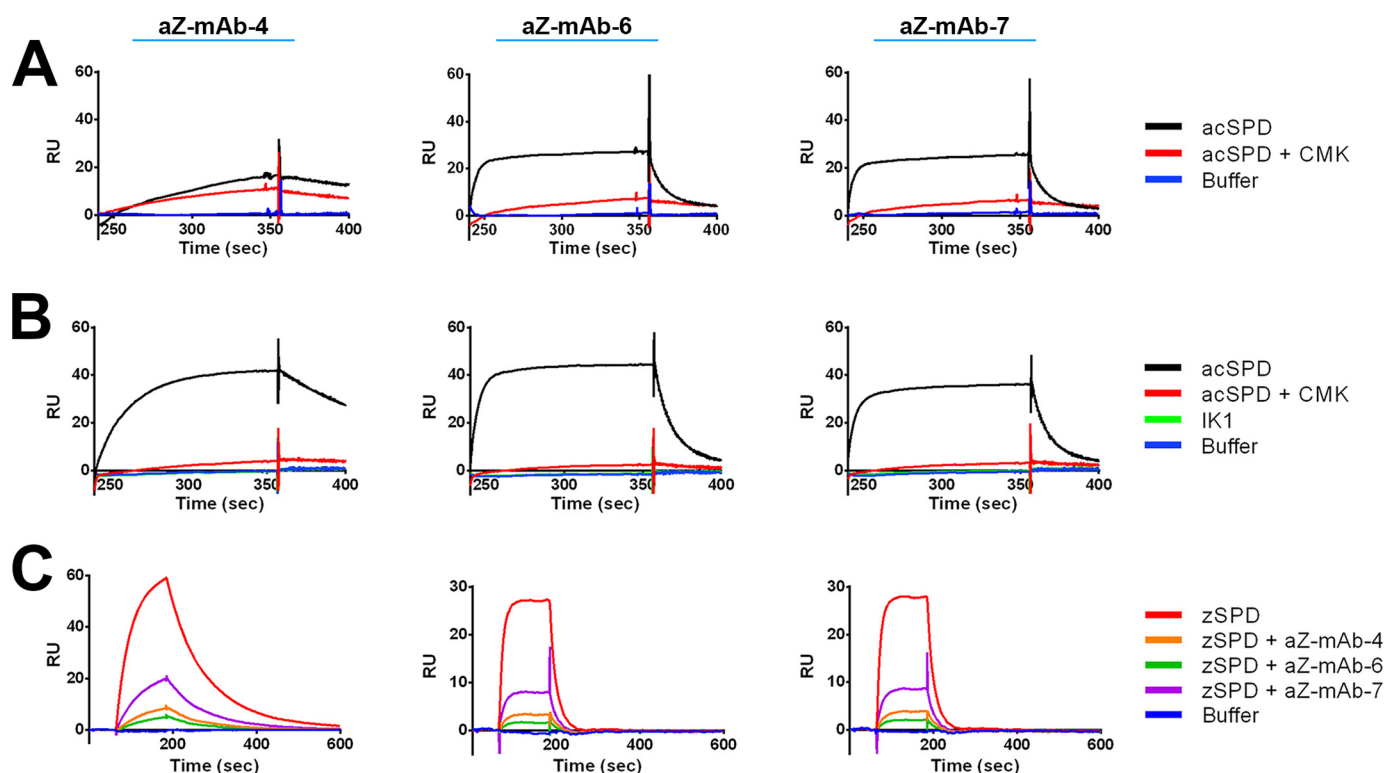 aZ-mAb-4
aZ-mAb-6
aZ-mAb-7
A
60
40
20
0
RU
250
300
350
400
Time (sec)
60
40
20
0
RU
250
300
350
400
Time (sec)
60
40
20
0
RU
250
300
350
400
Time (sec)
acSPD
acSPD + CMK
Buffer
B
60
40
20
0
RU
250
300
350
400
Time (sec)
60
40
20
0
RU
250
300
350
400
Time (sec)
60
40
20
0
RU
250
300
350
400
Time (sec)
acSPD
acSPD + CMK
IK1
Buffer
C
60
40
20
0
RU
200
400
600
Time (sec)
30
20
10
0
RU
200
400
600
Time (sec)
30
20
10
0
RU
200
400
600
Time (sec)
zSPD
zSPD + aZ-mAb-4
zSPD + aZ-mAb-6
zSPD + aZ-mAb-7
Buffer